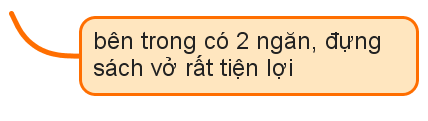 bên trong có 2 ngăn, đựng
sách vở rất tiện lợi